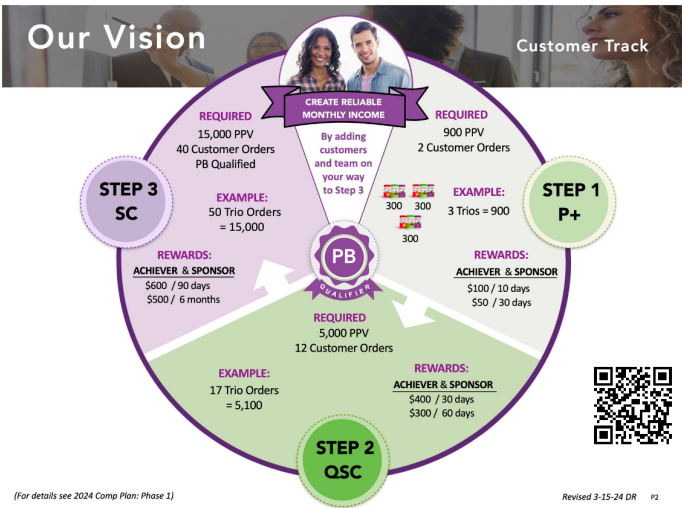 Our Vision
Customer Track
CREATE RELIABLE
MONTHLY INCOME
By adding
customers
and team on
your way
to Step 3
REQUIRED
900 PPV
2 Customer Orders
300
300
300
EXAMPLE:
3 Trios = 900
STEP 1
P+
REWARDS:
ACHIEVER & SPONSOR
$100 / 10 days
$50 / 30 days
PB
QUALIFIER
REQUIRED
5,000 PPV
12 Customer Orders
EXAMPLE:
17 Trio Orders
= 5,100
REWARDS:
ACHIEVER & SPONSOR
$400 / 30 days
$300 / 60 days
STEP 2
QSC
REQUIRED
15,000 PPV
40 Customer Orders
PB Qualified
STEP 3
SC
EXAMPLE:
50 Trio Orders
= 15,000
REWARDS:
ACHIEVER & SPONSOR
$600 / 90 days
$500 / 6 months
(For details see 2024 Comp Plan: Phase 1)
Revised 3-15-24 DR P2